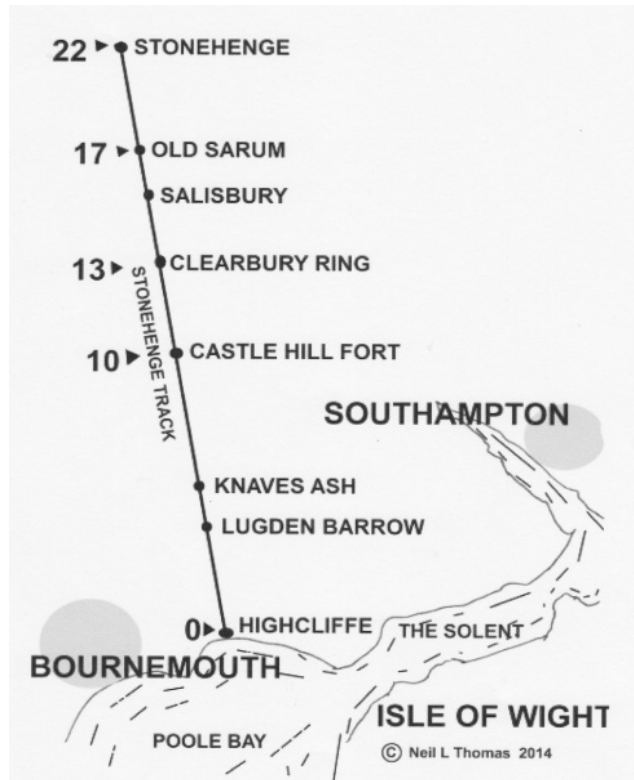 22 STONEHENGE
17 OLD SARUM
SALISBURY
13 CLEARBURY RING
STONEHENGE TRACK
10 CASTLE HILL FORT
SOUTHAMPTON
KNAVES ASH
LUGDEN BARROW
0 HIGHCLIFFE
THE SOLENT
BOURNEMOUTH
ISLE OF WIGHT
POOLE BAY
© Neil L Thomas 2014